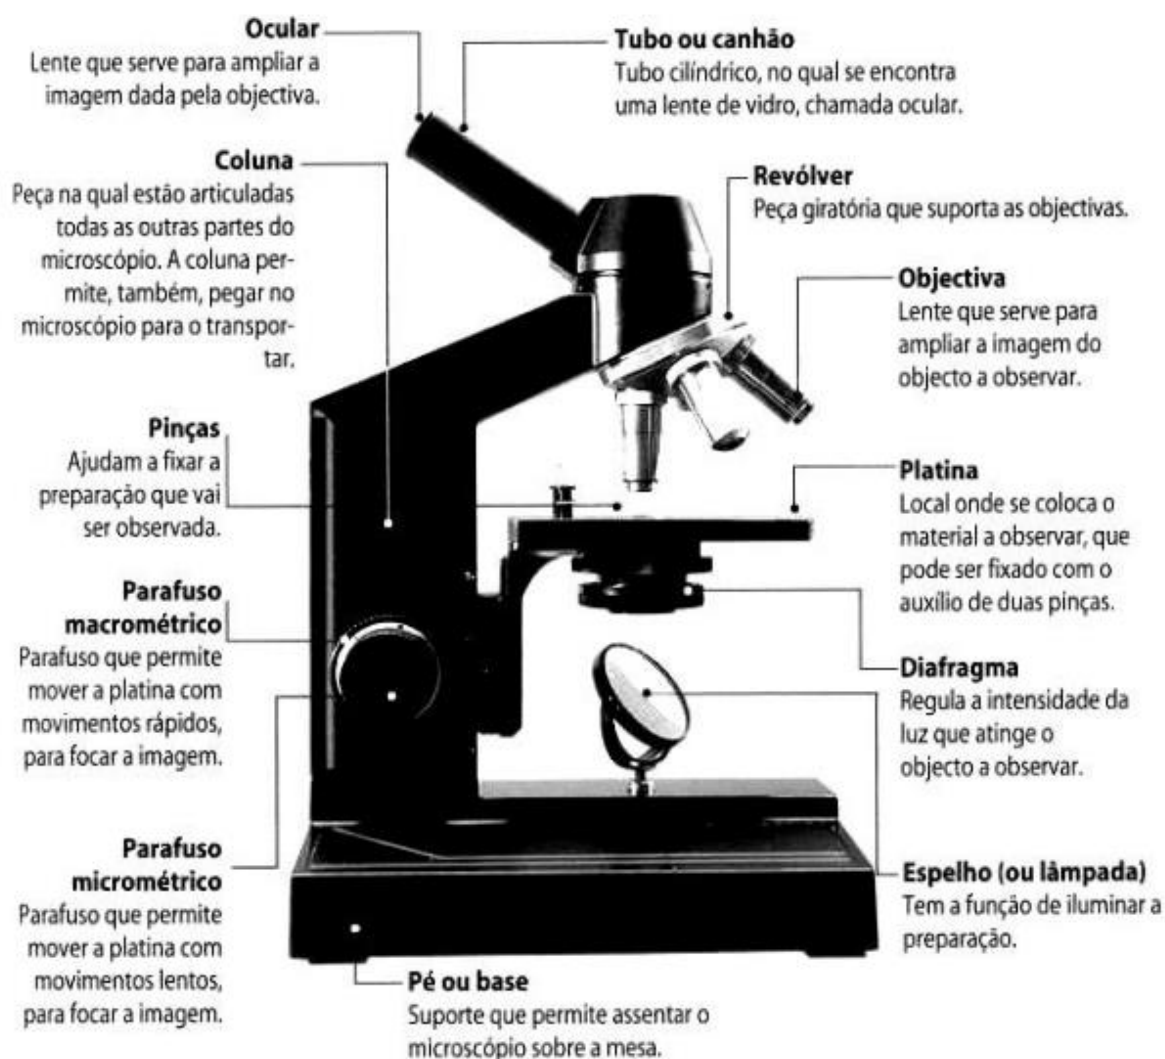 Ocular
Lente que serve para ampliar a
imagem dada pela objectiva.
Tubo ou canhão
Tubo cilíndrico, no qual se encontra
uma lente de vidro, chamada ocular.
Coluna
Peça na qual estão articuladas
todas as outras partes do
microscópio. A coluna per-
mite, também, pegar no
microscópio para o transpor-
tar.
Revólver
Peça giratória que suporta as objectivas.
Objectiva
Lente que serve para
ampliar a imagem do
objecto a observar.
Pinças
Ajudam a fixar a
preparação que vai
ser observada.
Platina
Local onde se coloca o
material a observar, que
pode ser fixado com o
auxílio de duas pinças.
Parafuso
macrométrico
Parafuso que permite
mover a platina com
movimentos rápidos,
para focar a imagem.
Diafragma
Regula a intensidade da
luz que atinge o
objecto a observar.
Parafuso
micrométrico
Parafuso que permite
mover a platina com
movimentos lentos,
para focar a imagem.
Espelho (ou lâmpada)
Tem a função de iluminar a
preparação.
Pé ou base
Suporte que permite assentar o
microscópio sobre a mesa.